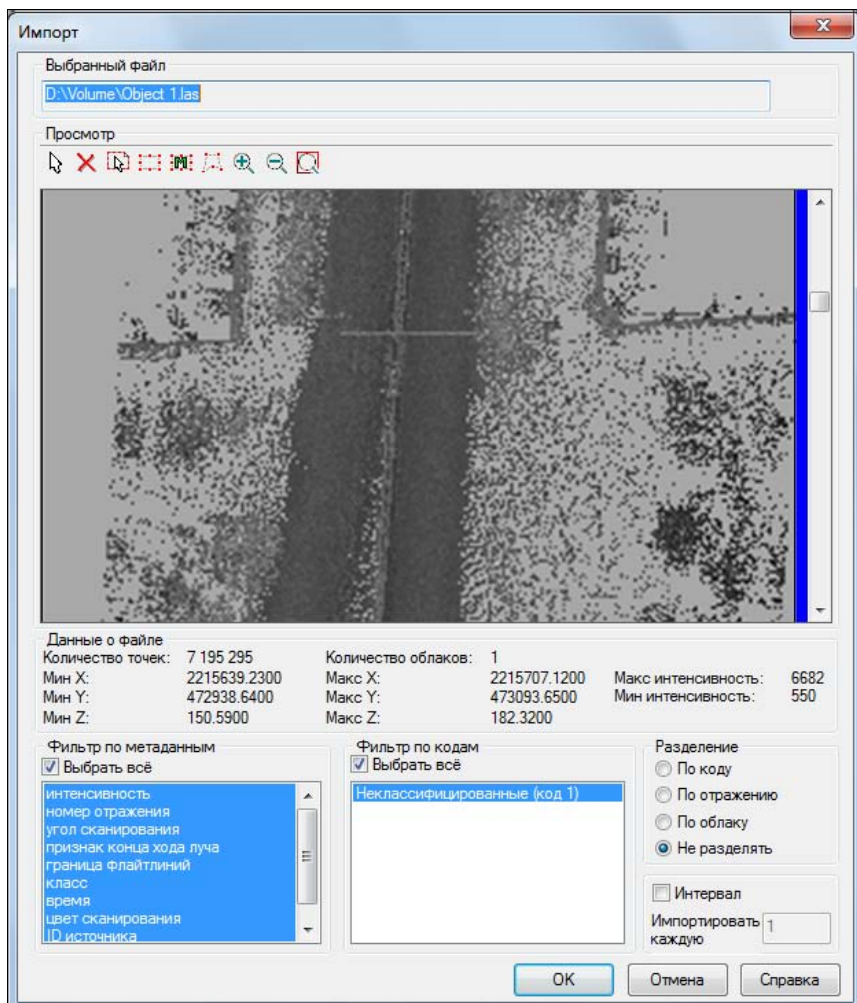 Импорт
Выбранный файл
D:\Volume\Object 1.las
Просмотр
Данные о файле
Количество точек: 7 195 295 Количество облаков: 1
Мин X: 2215639.2300 Макс X: 2215707.1200 Макс интенсивность: 6682
Мин Y: 472938.6400 Макс Y: 473093.6500 Мин интенсивность: 550
Мин Z: 150.5900 Макс Z: 182.3200
Фильтр по метаданным
Выбрать всё
интенсивность
номер отражения
угол сканирования
признак конца хода луча
граница флайтлиний
класс
время
цвет сканирования
ID источника
Фильтр по кодам
Выбрать всё
Неклассифицированные (код 1)
Разделение
По коду
По отражению
По облаку
Не разделять
Интервал
Импортировать каждую 1
OK Отмена Справка